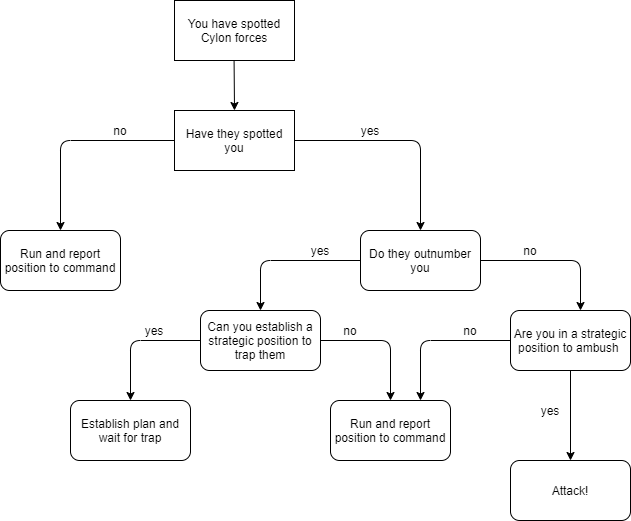 You have spotted
Cylon forces
Have they spotted
you
no
yes
Run and report
position to command
Do they outnumber
you
yes
no
Can you establish a
strategic position to
trap them
Are you in a strategic
position to ambush
yes
no
no
yes
Establish plan and
wait for trap
Run and report
position to command
Attack!